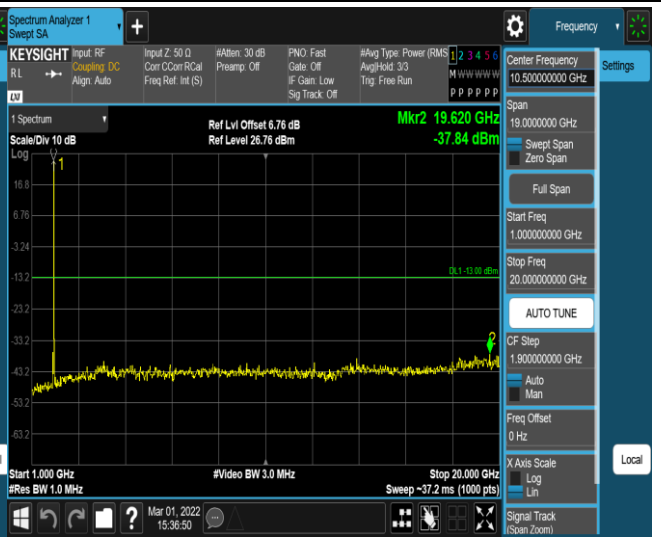 Spectrum Analyzer 1
Swept SA
+
Frequency
KEYSIGHT
RL
LXI
Input: RF
Coupling: DC
Align: Auto
Input Z: 50 Ω
Corr CCorr RCal
Freq Ref: Int (S)
#Atten: 30 dB
Preamp: Off
PNO: Fast
Gate: Off
IF Gain: Low
Sig Track: Off
#Avg Type: Power (RMS
Avg|Hold: 3/3
Trig: Free Run
1 2 3 4 5 6
M W W W W W
P P P P P P
1 Spectrum
Scale/Div 10 dB
Log
Ref Lvl Offset 6.76 dB
Ref Level 26.76 dBm
Mkr2 19.620 GHz
-37.84 dBm
1
16.8
6.76
-3.24
-13.2
DL1 -13.00 dBm
-23.2
-33.2
2
-43.2
-53.2
-63.2
Start 1.000 GHz
#Res BW 1.0 MHz
#Video BW 3.0 MHz
Stop 20.000 GHz
Sweep ~37.2 ms (1000 pts)
?
Mar 01, 2022
15:36:50
Center Frequency
10.500000000 GHz
Span
19.0000000 GHz
Swept Span
Zero Span
Full Span
Start Freq
1.000000000 GHz
Stop Freq
20.000000000 GHz
AUTO TUNE
CF Step
1.900000000 GHz
Auto
Man
Freq Offset
0 Hz
X Axis Scale
Log
Lin
Signal Track
(Span Zoom)
Settings
Local